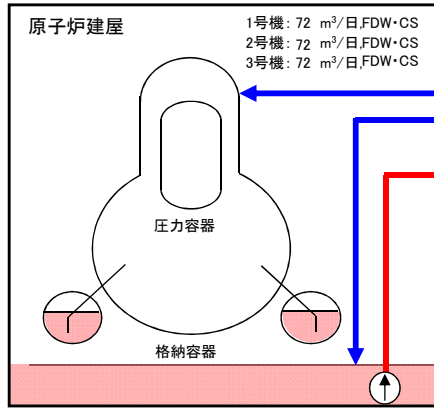 原子炉建屋
1号機: 72 m³/日,FDW・CS
2号機: 72 m³/日,FDW・CS
3号機: 72 m³/日,FDW・CS
圧力容器
格納容器